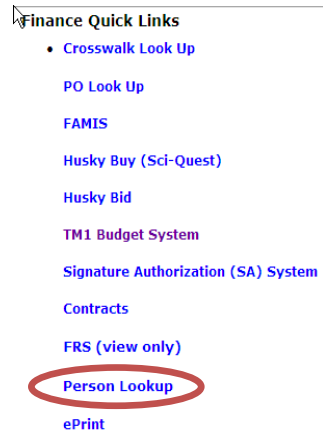 Finance Quick Links
• Crosswalk Look Up
PO Look Up
FAMIS
Husky Buy (Sci-Quest)
Husky Bid
TM1 Budget System
Signature Authorization (SA) System
Contracts
FRS (view only)
Person Lookup
ePrint